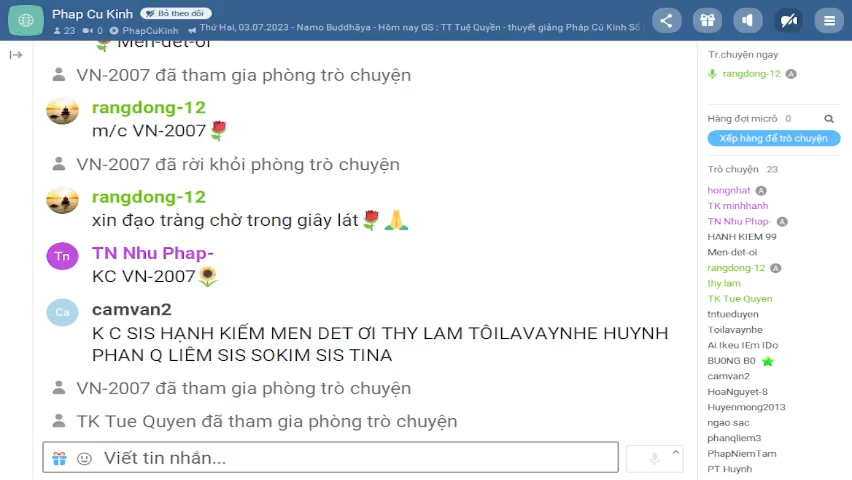 Phap Cu Kinh
Bỏ theo dõi
23 0 PhapCuKinh Thứ Hai, 03.07.2023 - Namo Buddhāya - Hôm nay GS : TT Tuệ Quyền - thuyết giảng Pháp Cú Kinh Số
Men-det-oi
VN-2007 đã tham gia phòng trò chuyện
rangdong-12
m/c VN-2007
VN-2007 đã rời khỏi phòng trò chuyện
rangdong-12
xin đạo tràng chờ trong giây lát
Tn
TN Nhu Phap-
KC VN-2007
Ca
camvan2
K C SIS HẠNH KIẾM MEN DET ƠI THY LAM TÔILAVAYNHE HUYNH
PHAN Q LIÊM SIS SOKIM SIS TINA
VN-2007 đã tham gia phòng trò chuyện
TK Tue Quyen đã tham gia phòng trò chuyện
Viết tin nhắn...
Tr.chuyện ngay
rangdong-12 A
Hàng đợi micrô 0
Xếp hàng để trò chuyện
Trò chuyện 23
hongnhat A
TK minhhanh
TN Nhu Phap- A
HANH KIEM 99
Men-det-oi
rangdong-12 A
thy lam
TK Tue Quyen
tntueduyen
Toilavaynhe
Ai lkeu IEm IDo
BU0NG B0
camvan2
HoaNguyet-8
Huyenmong2013
ngao sac
phanqliem3
PhapNiemTam
PT Huynh